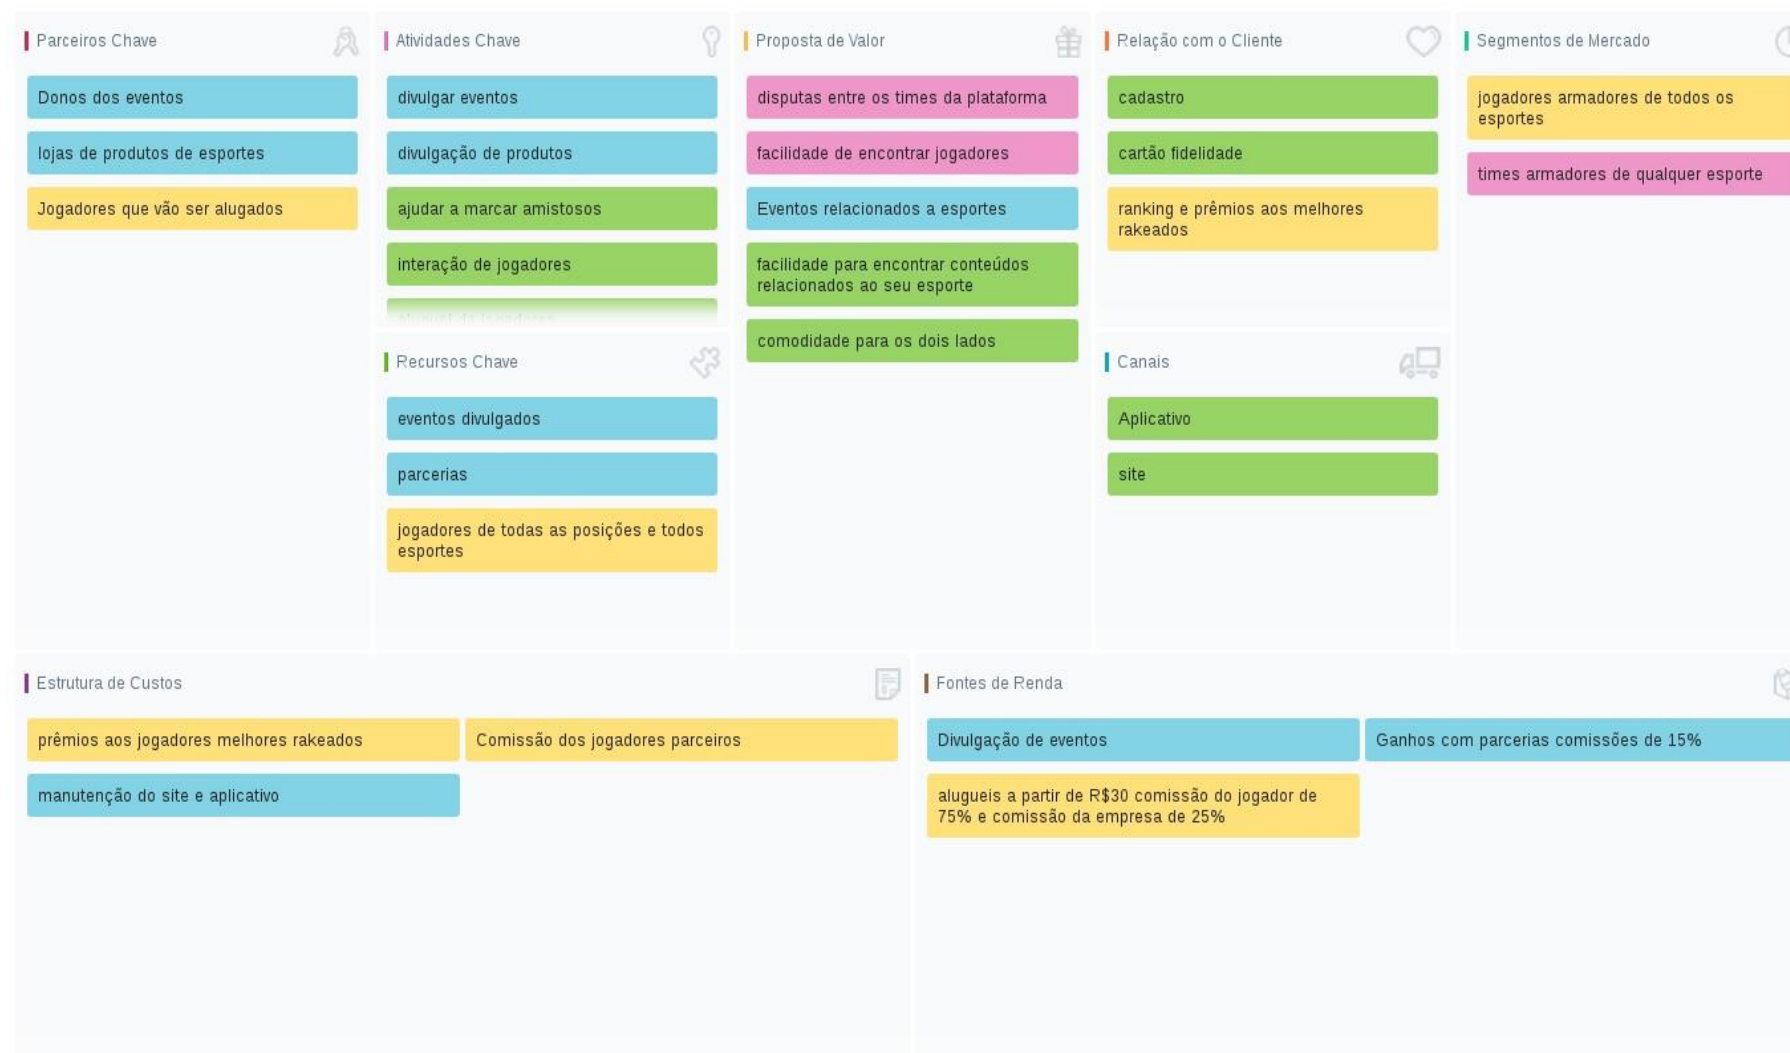 Parceiros Chave
Donos dos eventos
lojas de produtos de esportes
Jogadores que vão ser alugados
Atividades Chave
divulgar eventos
divulgação de produtos
ajudar a marcar amistosos
interação de jogadores
Recursos Chave
eventos divulgados
parcerias
jogadores de todas as posições e todos
esportes
Proposta de Valor
disputas entre os times da plataforma
facilidade de encontrar jogadores
Eventos relacionados a esportes
facilidade para encontrar conteúdos
relacionados ao seu esporte
comodidade para os dois lados
Relação com o Cliente
cadastro
cartão fidelidade
ranking e prêmios aos melhores
rakeados
Canais
Aplicativo
site
Segmentos de Mercado
jogadores armadores de todos os
esportes
times armadores de qualquer esporte
Estrutura de Custos
prêmios aos jogadores melhores rakeados
Comissão dos jogadores parceiros
manutenção do site e aplicativo
Fontes de Renda
Divulgação de eventos
Ganhos com parcerias comissões de 15%
alugueis a partir de R$30 comissão do jogador de
75% e comissão da empresa de 25%